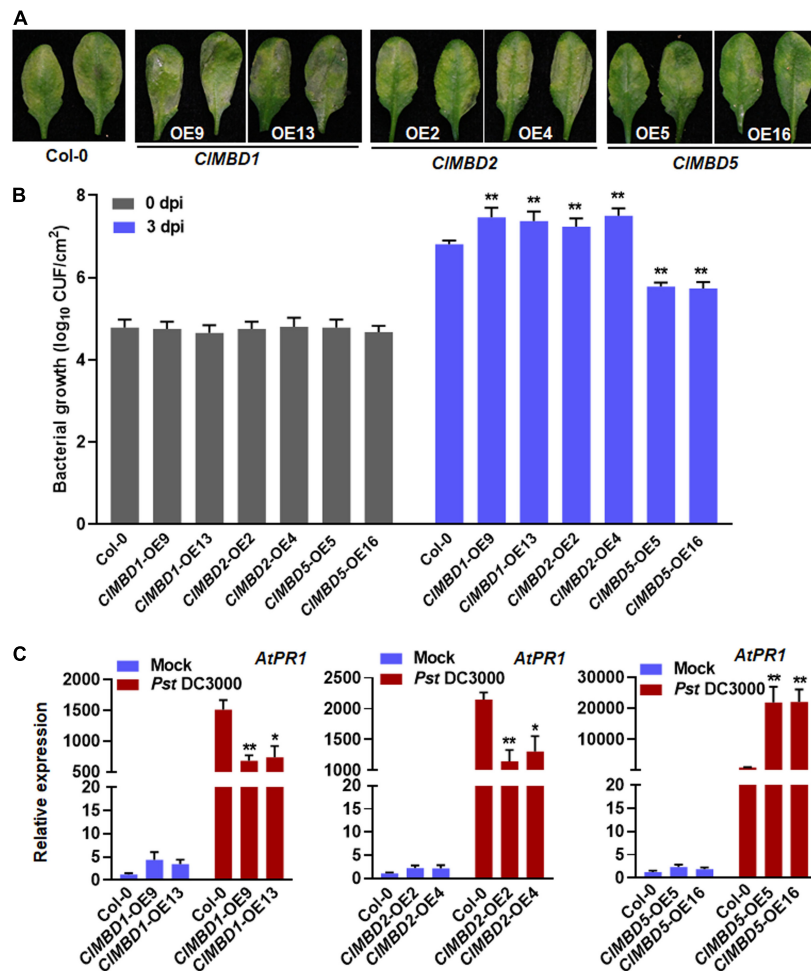 A
OE9 OE13 OE2 OE4 OE5 OE16
Col-0 ClMBD1 ClMBD2 ClMBD5
B
0 dpi
3 dpi
Bacterial growth (log10 CUF/cm2)
8
6
4
2
0
** ** ** ** ** **
Col-0 ClMBD1-OE9 ClMBD1-OE13 ClMBD2-OE2 ClMBD2-OE4 ClMBD5-OE5 ClMBD5-OE16
Col-0 ClMBD1-OE9 ClMBD1-OE13 ClMBD2-OE2 ClMBD2-OE4 ClMBD5-OE5 ClMBD5-OE16
C
Relative expression
AtPR1
Mock
Pst DC3000
2000
1500
1000
500
20
15
10
5
0
** *
Col-0 ClMBD1-OE9 ClMBD1-OE13 Col-0 ClMBD1-OE9 ClMBD1-OE13
AtPR1
Mock
Pst DC3000
2500
2000
1500
1000
20
15
10
5
0
** *
Col-0 ClMBD2-OE2 ClMBD2-OE4 Col-0 ClMBD2-OE2 ClMBD2-OE4
AtPR1
Mock
Pst DC3000
30000
20000
10000
20
15
10
5
0
** **
Col-0 ClMBD5-OE5 ClMBD5-OE16 Col-0 ClMBD5-OE5 ClMBD5-OE16